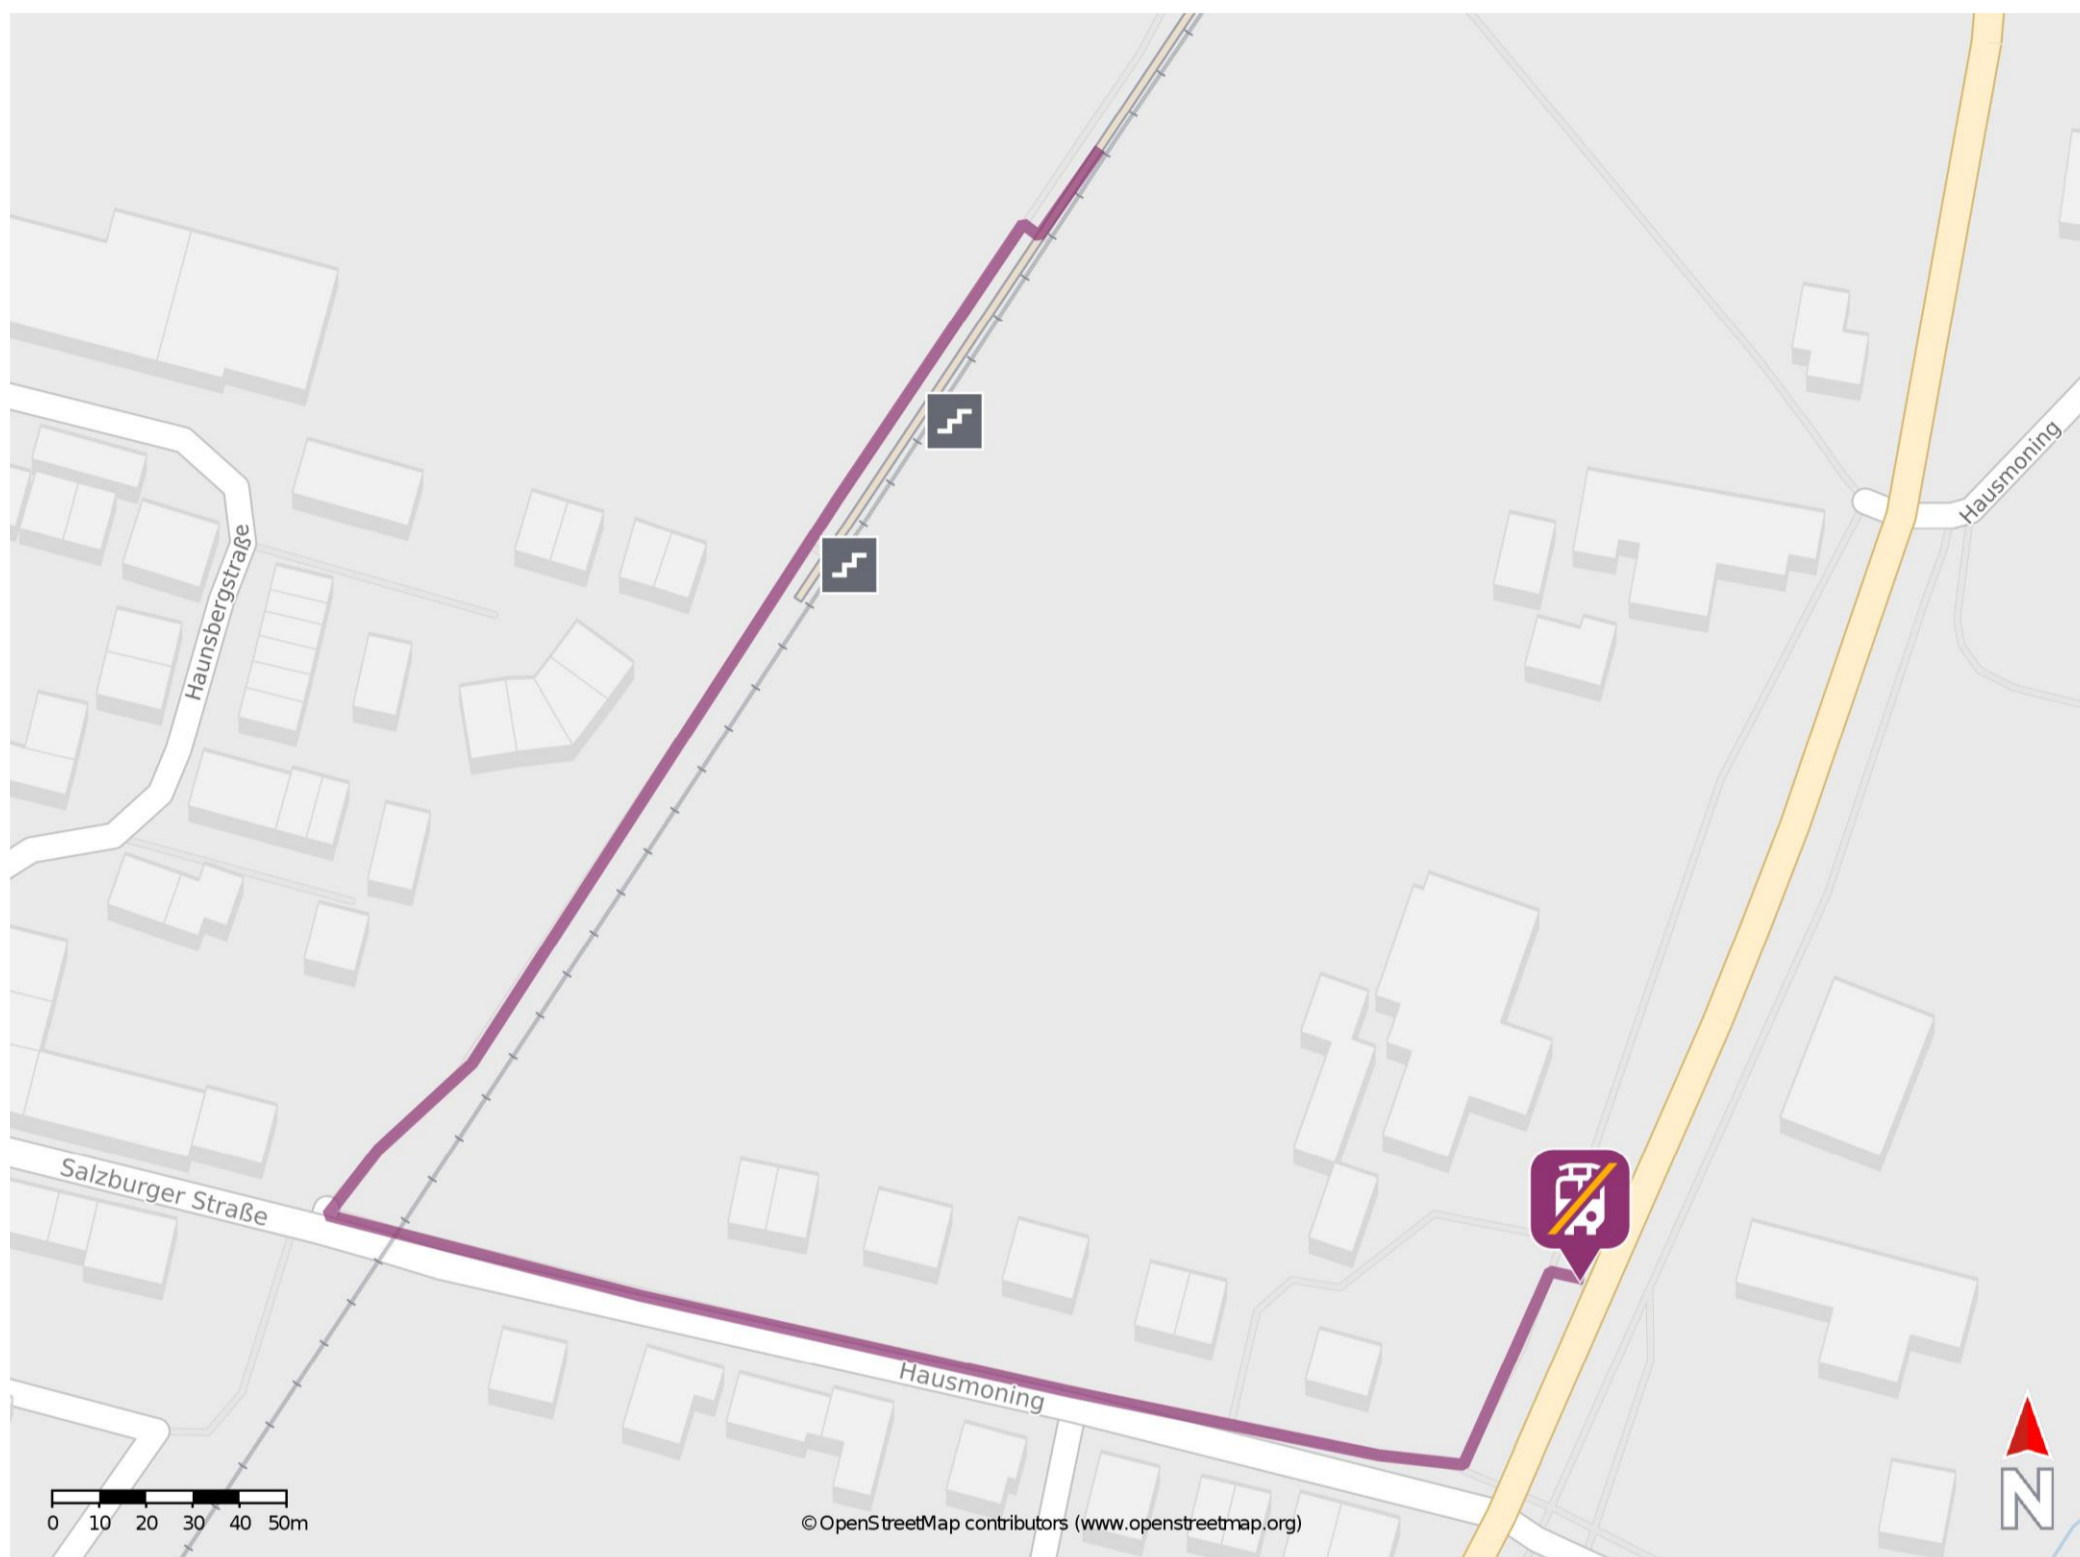 Hausmoning
Haunsbergstraße
Salzburger Straße
Hausmoning
0 10 20 30 40 50m
© OpenStreetMap contributors (www.openstreetmap.org)
N